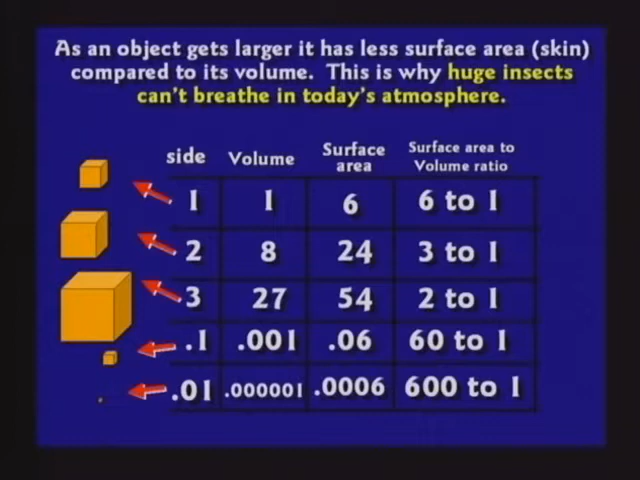 As an object gets larger it has less surface area (skin)
compared to its volume. This is why huge insects
can't breathe in today's atmosphere.
side Volume Surface area Surface area to Volume ratio
1 1 6 6 to 1
2 8 24 3 to 1
3 27 54 2 to 1
.1 .001 .06 60 to 1
.01 .000001 .0006 600 to 1